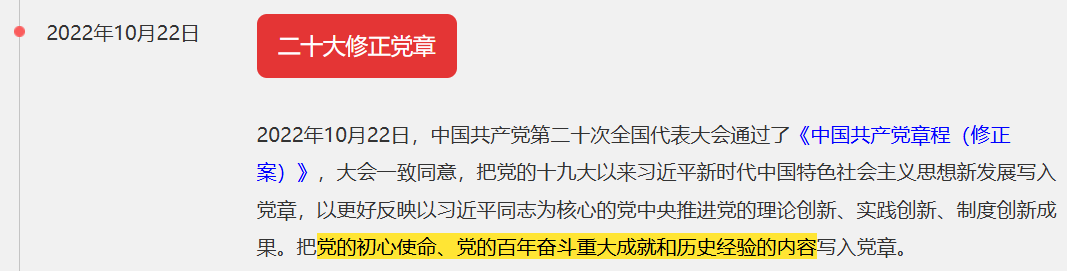 2022年10月22日
二十大修正党章
2022年10月22日，中国共产党第二十次全国代表大会通过了《中国共产党章程（修正
案）》，大会一致同意，把党的十九大以来习近平新时代中国特色社会主义思想新发展写入
党章，以更好反映以习近平同志为核心的党中央推进党的理论创新、实践创新、制度创新成
果。把党的初心使命、党的百年奋斗重大成就和历史经验的内容写入党章。